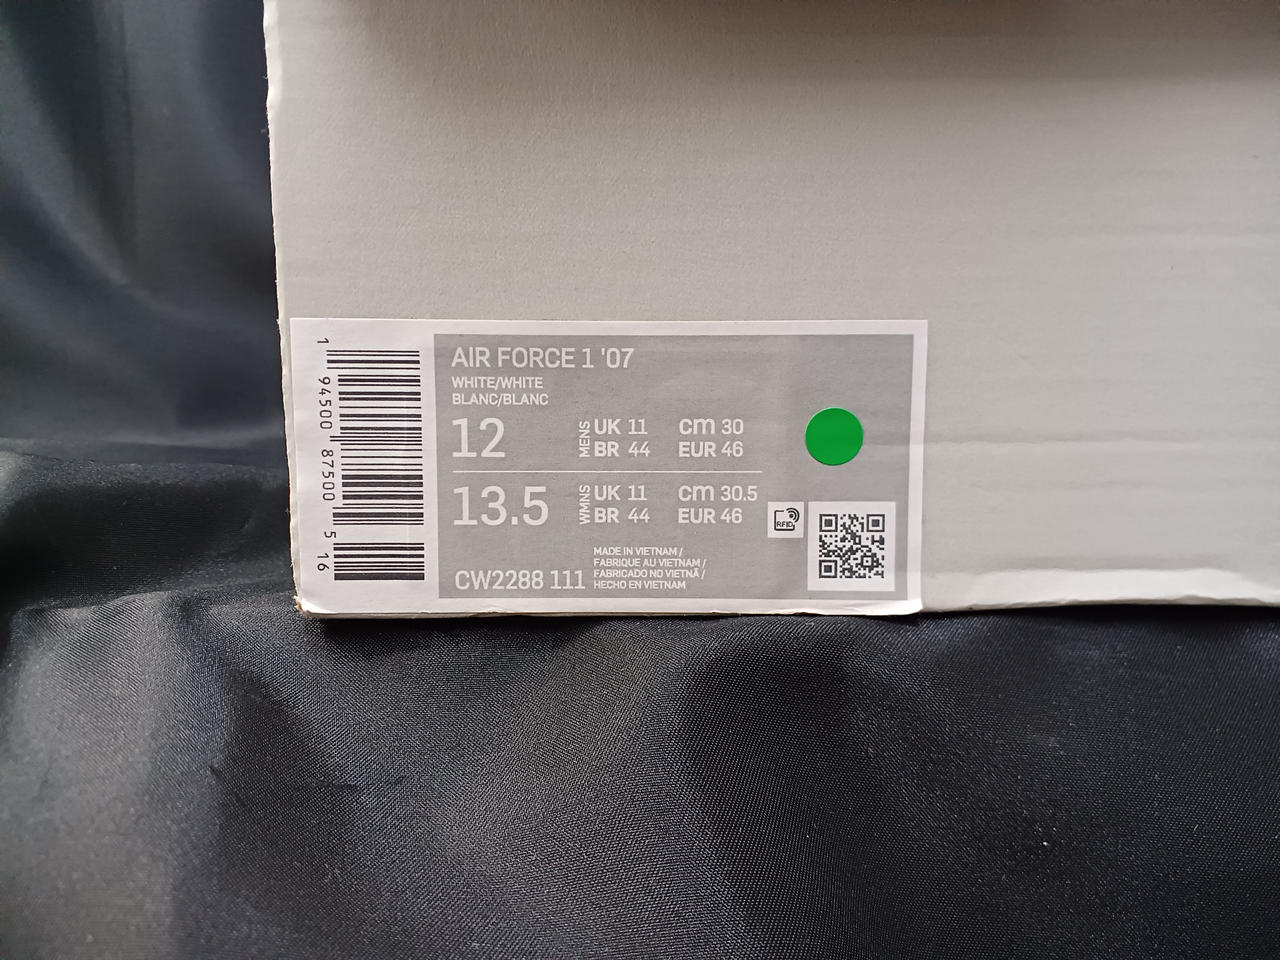 AIR FORCE 1 '07
WHITE/WHITE
BLANC/BLANC
12 MENS UK 11 cm 30
BR 44 EUR 46
13.5 WMNS UK 11 cm 30.5
BR 44 EUR 46
RFID
MADE IN VIETNAM /
FABRIQUE AU VIETNAM /
FABRICADO NO VIETNÃ /
HECHO EN VIETNAM
CW2288 111
1 94500 87500 5 16